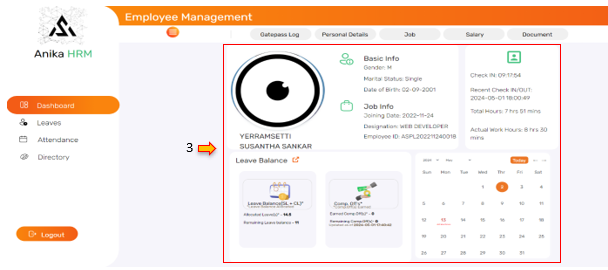 Employee Management
Anika HRM
Gatepass Log Personal Details Job Salary Document
Dashboard
Leaves
Attendance
Directory
Logout
3
YERRAMSETTI
SUSANTHA SANKAR
Basic Info
Gender: M
Marital Status: Single
Date of Birth: 02-09-2001
Job Info
Joining Date: 2022-11-24
Designation: WEB DEVELOPER
Employee ID: ASPL202211240018
Check IN: 09:17:54
Recent Check IN/OUT:
2024-05-01 18:00:49
Total Hours: 7 hrs 51 mins
Actual Work Hours: 8 hrs 30
mins
Leave Balance
Leave Balance(SL + CL)*
Allocated Leave(s)* - 14.5
Remaining Leave balance - 11
Comp. Off's*
Earned Comp.Off(s)* - 0
Remaining Comp.Off(s)* - 0
2024 May Today
Sun Mon Tue Wed Thu Fri Sat
1 2 3 4
5 6 7 8 9 10 11
12 13 14 15 16 17 18
19 20 21 22 23 24 25
26 27 28 29 30 31